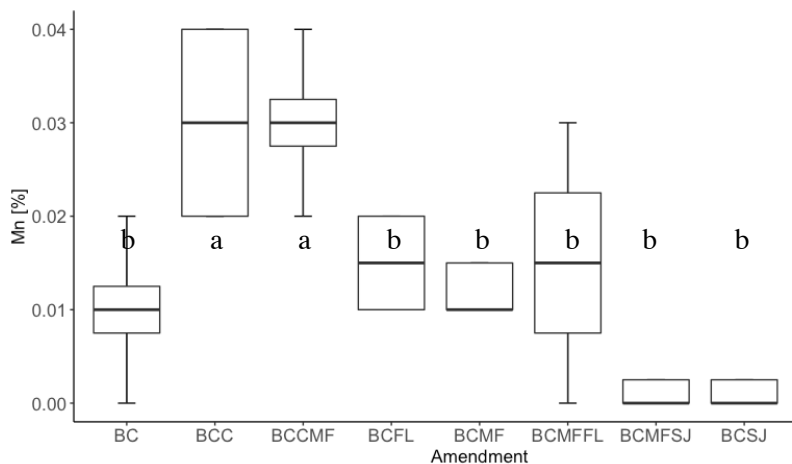 0.04
0.03
0.02
0.01
0.00
Mn [%]
b a a b b b b b
BC BCC BCCMF BCFL BCMF BCMFFL BCMFSJ BCSJ
Amendment